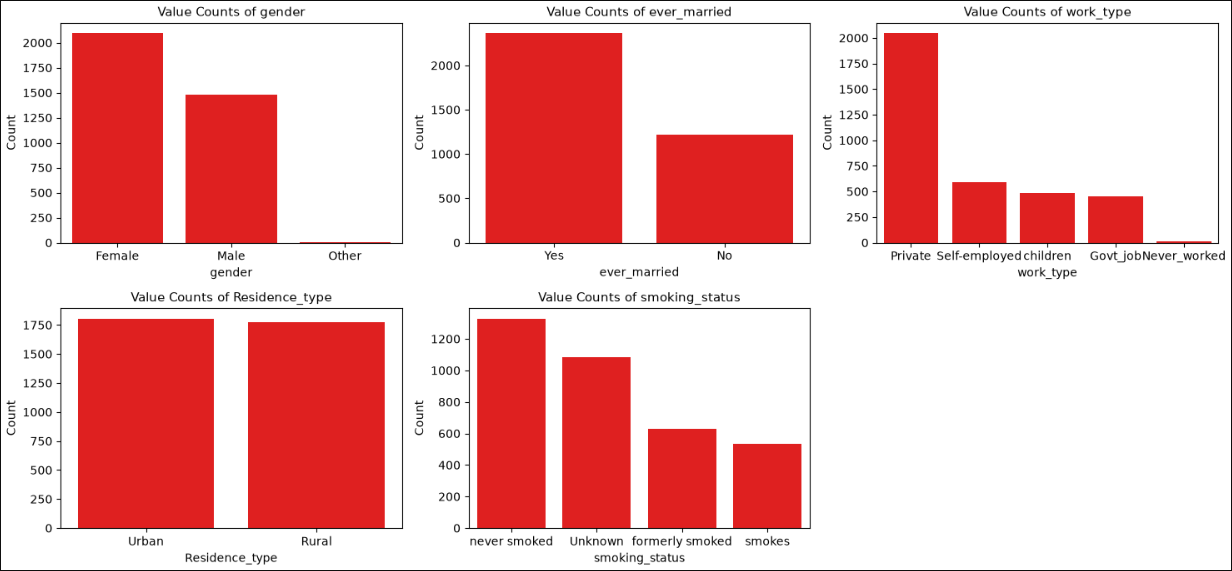 Value Counts of gender
2000
1750
1500
1250
1000
750
500
250
0
Count
Female Male Other
gender
Value Counts of ever_married
2000
1500
1000
500
0
Count
Yes No
ever_married
Value Counts of work_type
2000
1750
1500
1250
1000
750
500
250
0
Count
Private Self-employed children Govt_job Never_worked
work_type
Value Counts of Residence_type
1750
1500
1250
1000
750
500
250
0
Count
Urban Rural
Residence_type
Value Counts of smoking_status
1200
1000
800
600
400
200
0
Count
never smoked Unknown formerly smoked smokes
smoking_status